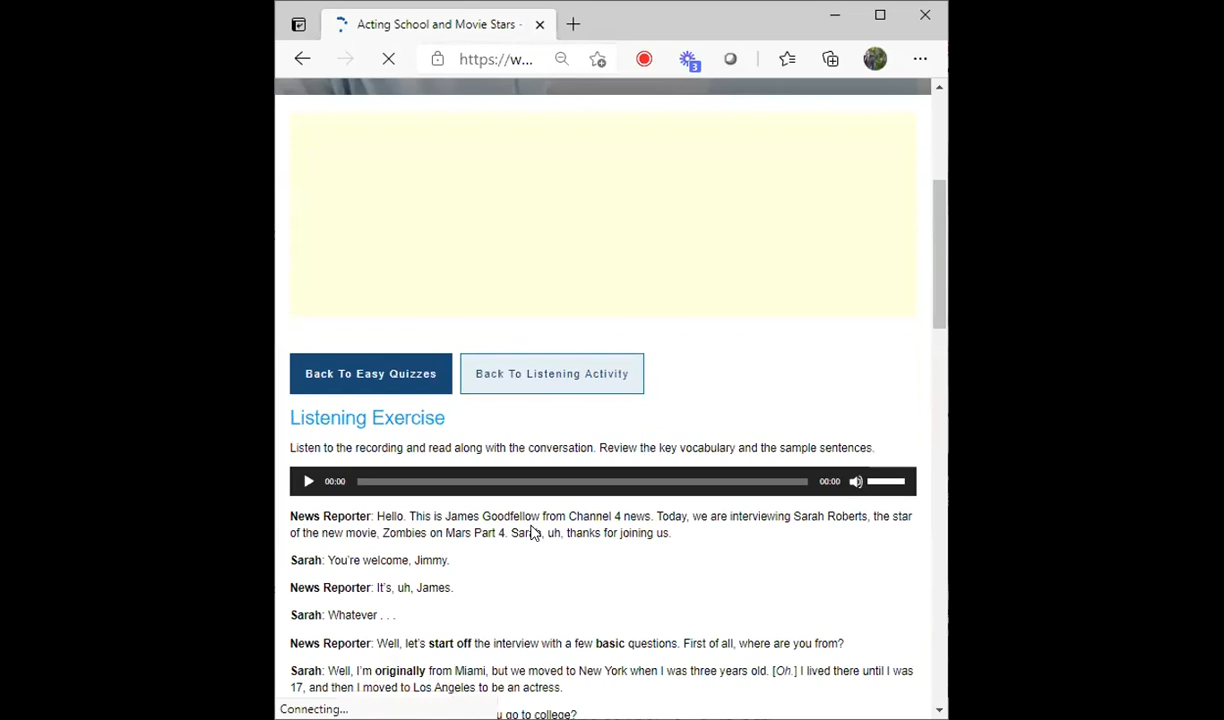 Acting School and Movie Stars -
https://w...
3
Back To Easy Quizzes
Back To Listening Activity
Listening Exercise
Listen to the recording and read along with the conversation. Review the key vocabulary and the sample sentences.
00:00
00:00
News Reporter: Hello. This is James Goodfellow from Channel 4 news. Today, we are interviewing Sarah Roberts, the star
of the new movie, Zombies on Mars Part 4. Sarah, uh, thanks for joining us.
Sarah: You're welcome, Jimmy.
News Reporter: It's, uh, James.
Sarah: Whatever . . .
News Reporter: Well, let's start off the interview with a few basic questions. First of all, where are you from?
Sarah: Well, I'm originally from Miami, but we moved to New York when I was three years old. [Oh.] I lived there until I was
17, and then I moved to Los Angeles to be an actress.
Connecting...
u go to college?